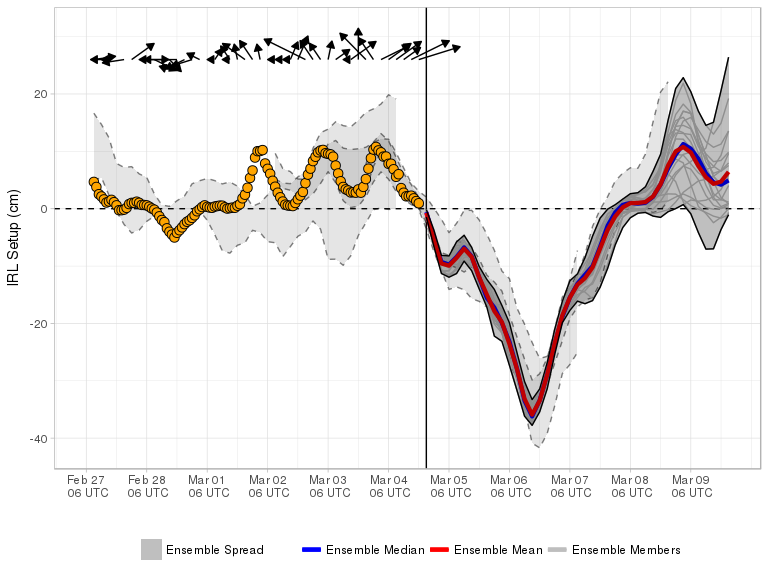 20
0
-20
-40
IRL Setup (cm)
Feb 27 Feb 28 Mar 01 Mar 02 Mar 03 Mar 04 Mar 05 Mar 06 Mar 07 Mar 08 Mar 09
06 UTC 06 UTC 06 UTC 06 UTC 06 UTC 06 UTC 06 UTC 06 UTC 06 UTC 06 UTC 06 UTC
Ensemble Spread Ensemble Median Ensemble Mean Ensemble Members